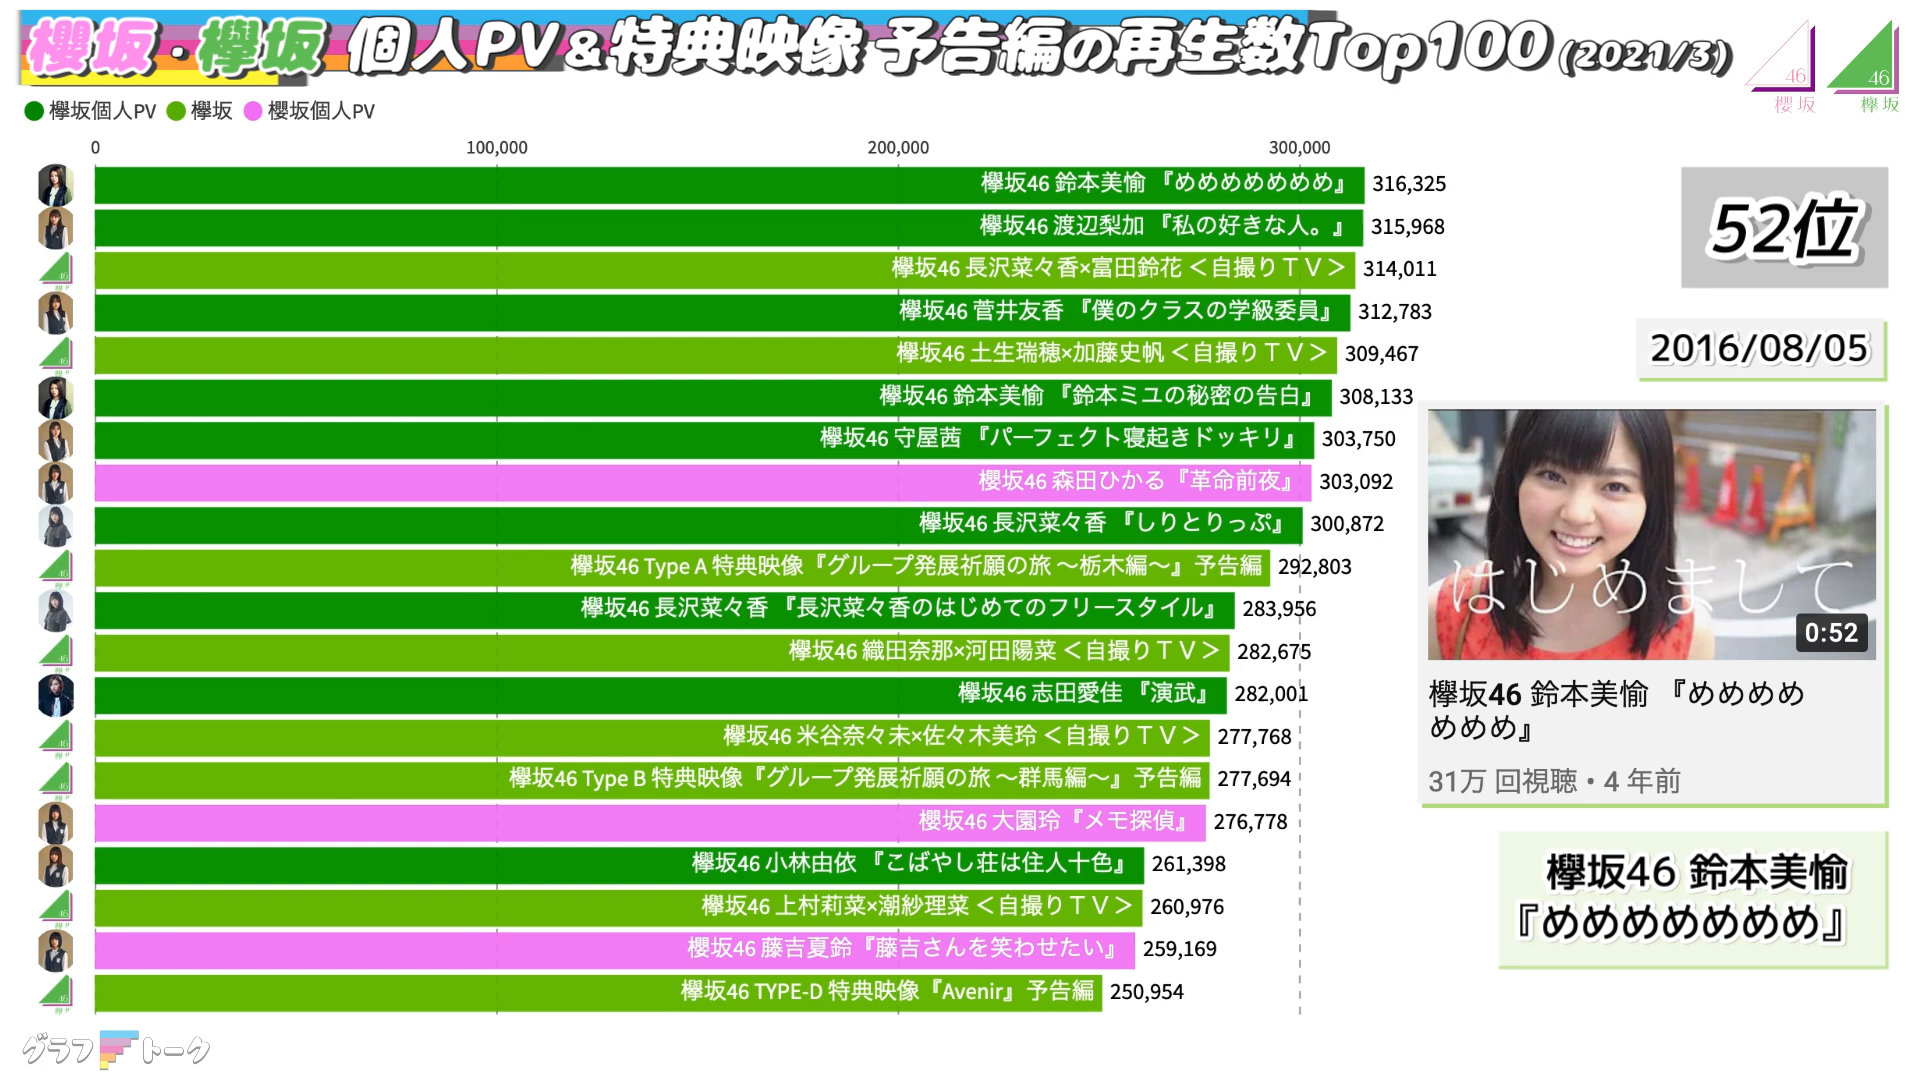 櫻坂・欅坂 個人PV&特典映像 予告編の再生数Top100(2021/3)
46
櫻坂
46
欅坂
欅坂個人PV 欅坂 櫻坂個人PV
0 100,000 200,000 300,000
欅坂46 鈴本美愉 『めめめめめめめ』 316,325
欅坂46 渡辺梨加 『私の好きな人。』 315,968
欅坂46 長沢菜々香×富田鈴花 ＜自撮りＴＶ＞ 314,011
欅坂46 菅井友香 『僕のクラスの学級委員』 312,783
欅坂46 土生瑞穂×加藤史帆 ＜自撮りＴＶ＞ 309,467
欅坂46 鈴本美愉 『鈴本ミユの秘密の告白』 308,133
欅坂46 守屋茜 『パーフェクト寝起きドッキリ』 303,750
櫻坂46 森田ひかる『革命前夜』 303,092
欅坂46 長沢菜々香 『しりとりっぷ』 300,872
欅坂46 Type A 特典映像『グループ発展祈願の旅 〜栃木編〜』予告編 292,803
欅坂46 長沢菜々香 『長沢菜々香のはじめてのフリースタイル』 283,956
欅坂46 織田奈那×河田陽菜 ＜自撮りＴＶ＞ 282,675
欅坂46 志田愛佳 『演武』 282,001
欅坂46 米谷奈々未×佐々木美玲 ＜自撮りＴＶ＞ 277,768
欅坂46 Type B 特典映像『グループ発展祈願の旅 〜群馬編〜』予告編 277,694
櫻坂46 大園玲『メモ探偵』 276,778
欅坂46 小林由依 『こばやし荘は住人十色』 261,398
欅坂46 上村莉菜×潮紗理菜 ＜自撮りＴＶ＞ 260,976
櫻坂46 藤吉夏鈴『藤吉さんを笑わせたい』 259,169
欅坂46 TYPE-D 特典映像『Avenir』予告編 250,954
52位
2016/08/05
はじめまして
0:52
欅坂46 鈴本美愉 『めめめめ
めめめ』
31万 回視聴・4 年前
欅坂46 鈴本美愉
『めめめめめめめ』
グラフトーク